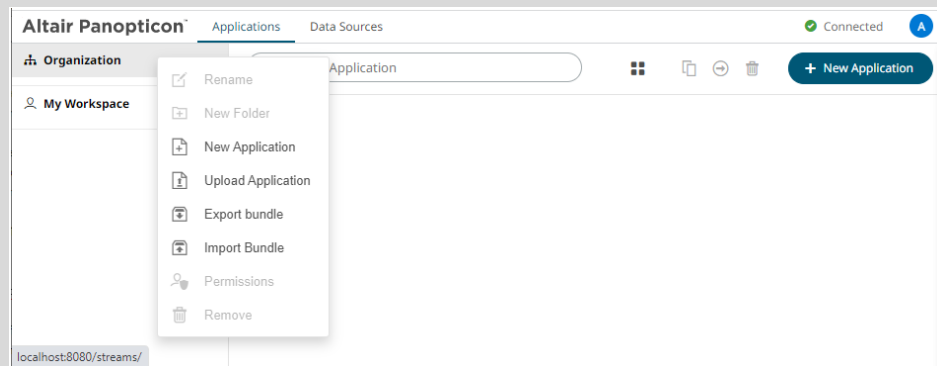 Altair Panopticon™ Applications Data Sources Connected A
Organization
Application
+ New Application
My Workspace
Rename
New Folder
New Application
Upload Application
Export bundle
Import Bundle
Permissions
Remove
localhost:8080/streams/